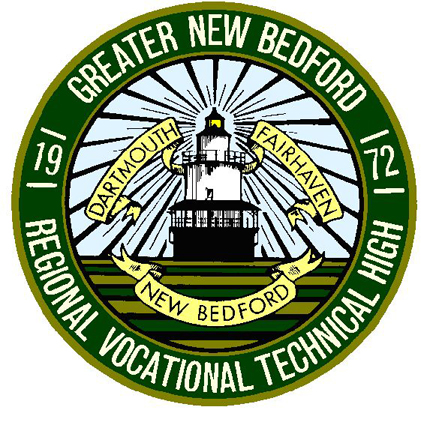 GREATER NEW BEDFORD
19
72
DARTMOUTH
FAIRHAVEN
NEW BEDFORD
REGIONAL VOCATIONAL TECHNICAL HIGH